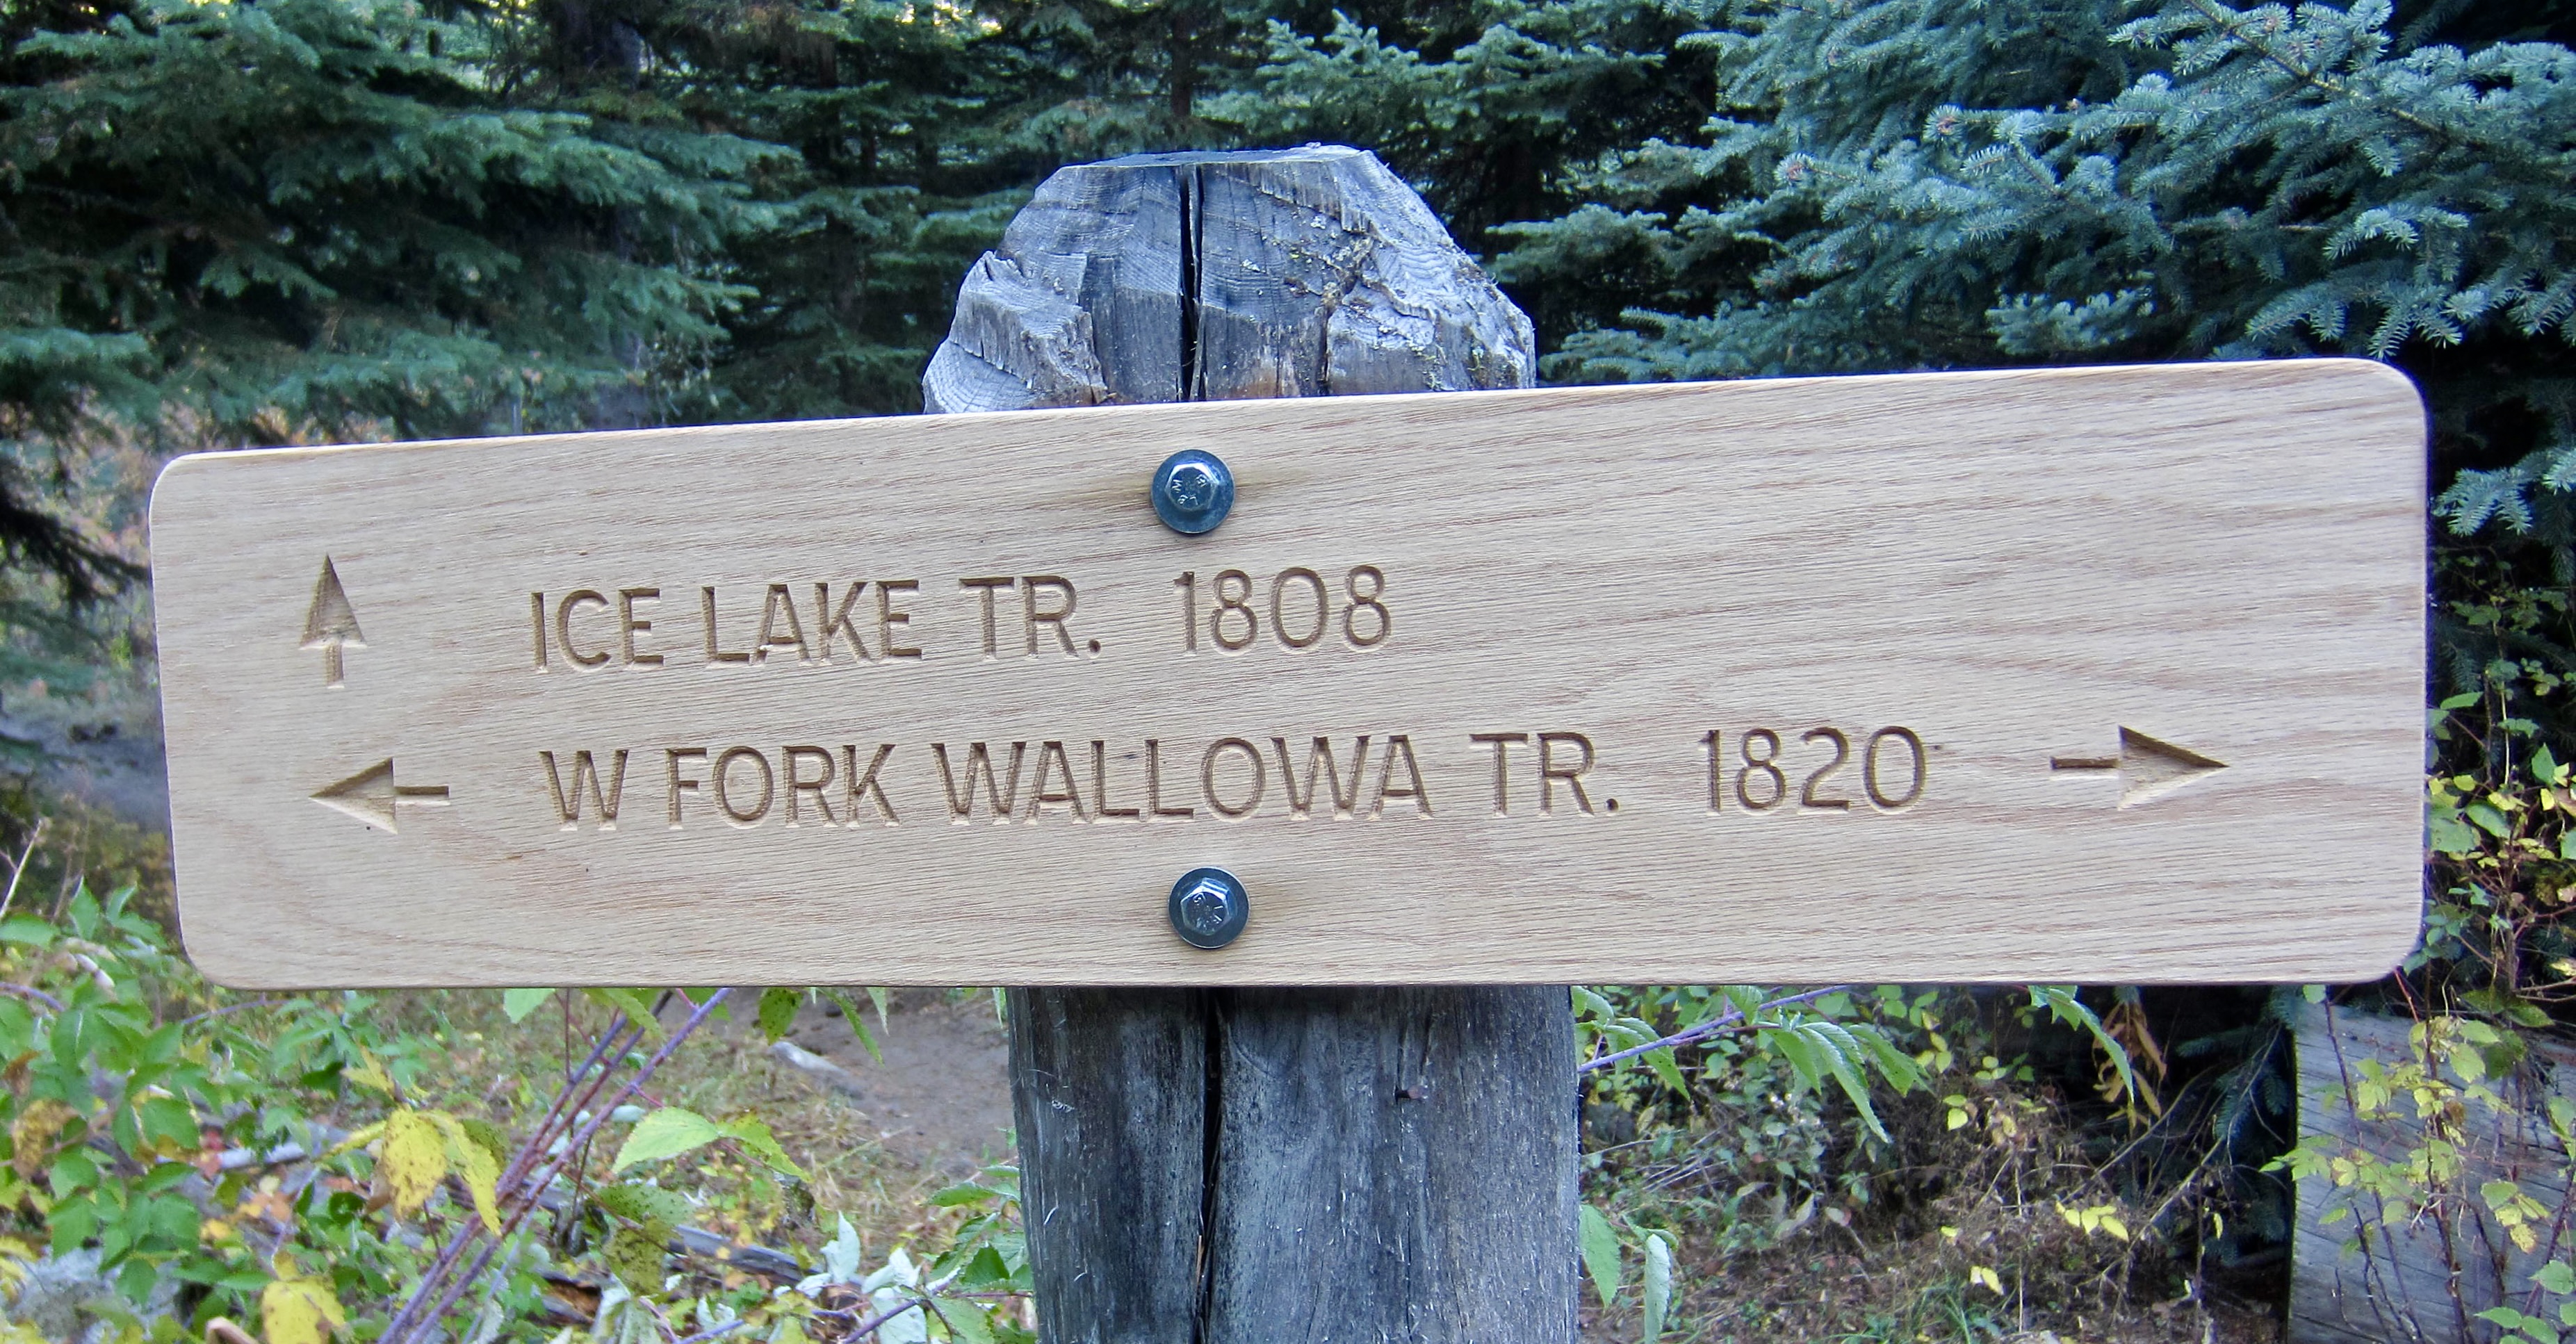 ICE LAKE TR. 1808
W FORK WALLOWA TR. 1820